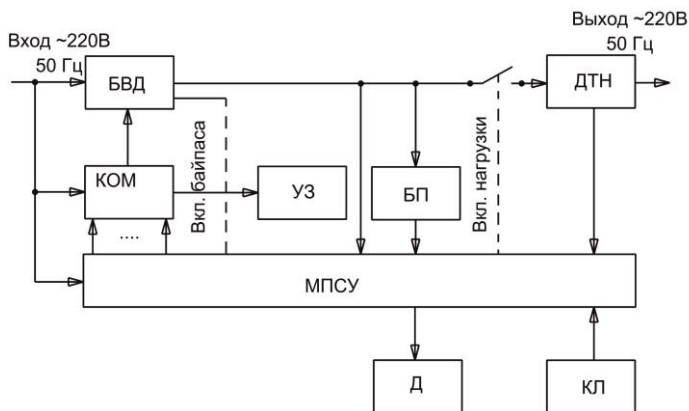 Вход ~220В
50 Гц
Выход ~220В
50 Гц
БВД
ДТН
КОМ
....
Вкл. байпаса
УЗ
БП
Вкл. нагрузки
МПСУ
Д
КЛ